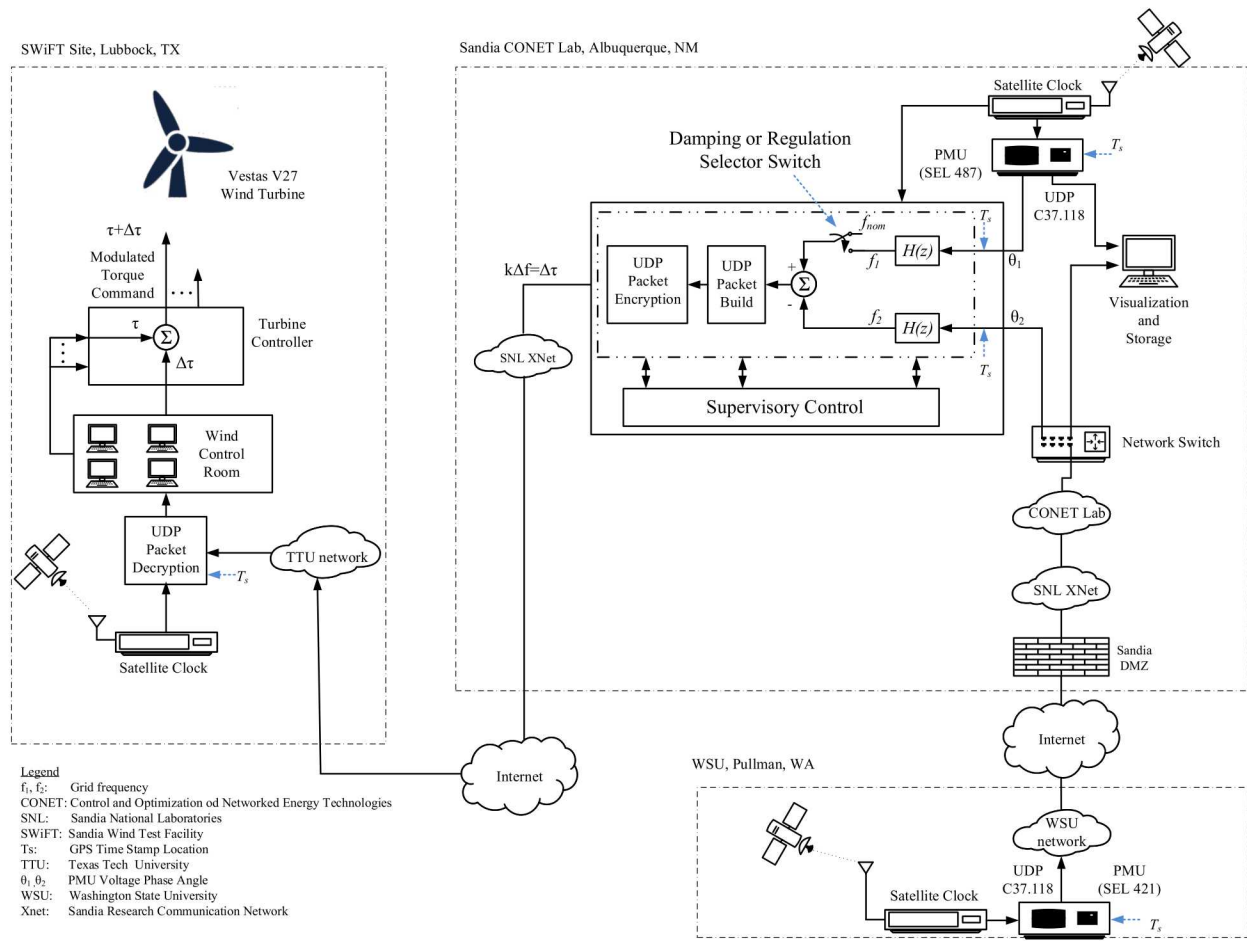 SWiFT Site, Lubbock, TX
Vestas V27
Wind Turbine
τ+Δτ
Modulated
Torque
Command
...
τ
Σ
Turbine
Controller
Δτ
Wind
Control
Room
UDP
Packet
Decryption
Ts
TTU network
Satellite Clock
Sandia CONET Lab, Albuquerque, NM
Satellite Clock
Damping or Regulation
Selector Switch
PMU
(SEL 487)
Ts
UDP
C37.118
Ts
fnom
f1
H(z)
θ1
kΔf=Δτ
UDP
Packet
Encryption
UDP
Packet
Build
+
Σ
-
f2
H(z)
θ2
Ts
Visualization
and
Storage
SNL XNet
Supervisory Control
Network Switch
CONET Lab
SNL XNet
Sandia
DMZ
Internet
Internet
WSU, Pullman, WA
WSU
network
UDP
C37.118
PMU
(SEL 421)
Satellite Clock
Ts
Legend
f1, f2: Grid frequency
CONET: Control and Optimization od Networked Energy Technologies
SNL: Sandia National Laboratories
SWiFT: Sandia Wind Test Facility
Ts: GPS Time Stamp Location
TTU: Texas Tech University
θ1,θ2 PMU Voltage Phase Angle
WSU: Washington State University
Xnet: Sandia Research Communication Network